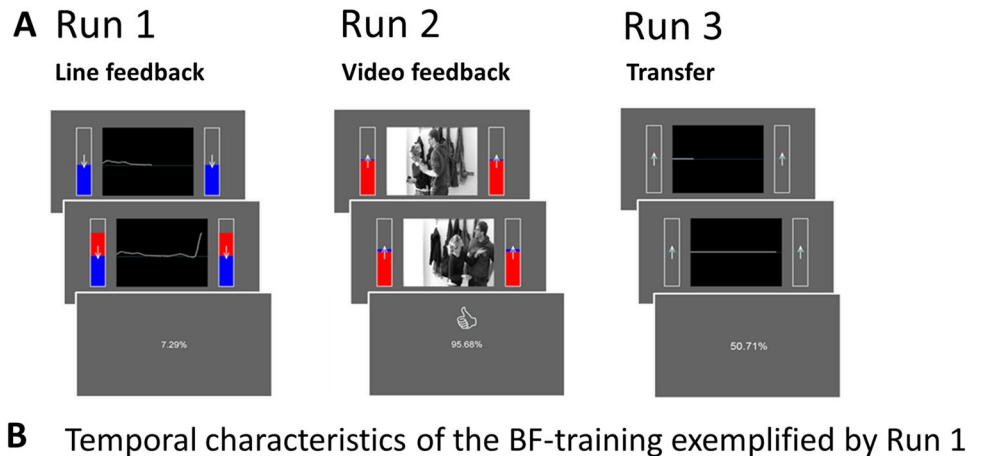 A Run 1 Run 2 Run 3
Line feedback Video feedback Transfer
7.29% 95.68% 50.71%
B Temporal characteristics of the BF-training exemplified by Run 1